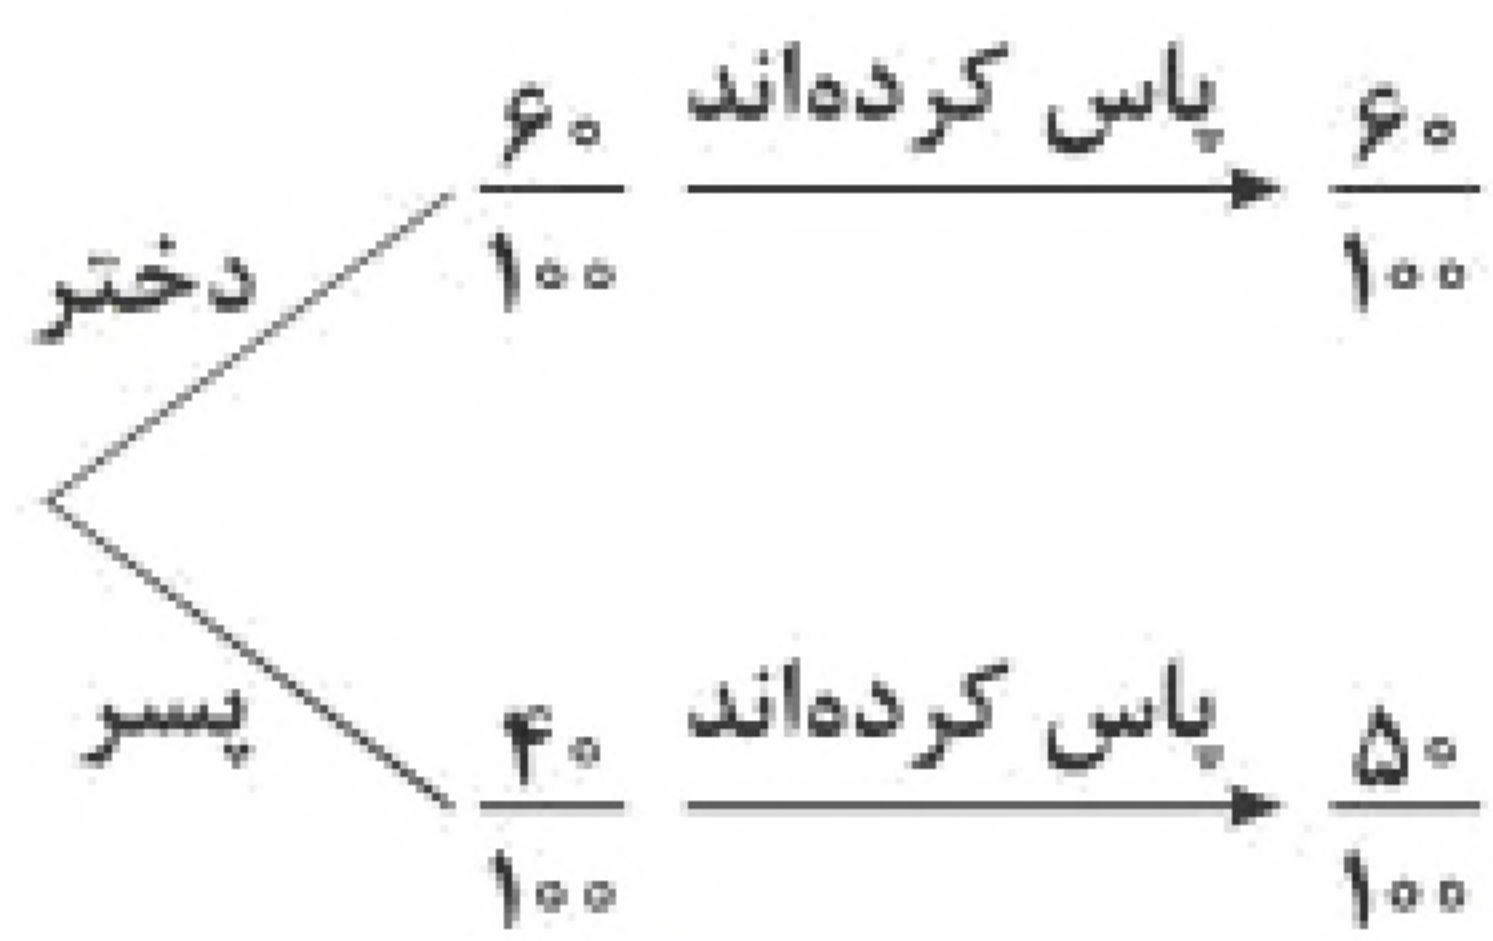 ۶۰ پاس کرده‌اند ۶۰
۱۰۰ ۱۰۰
دختر
پسر
۴۰ پاس کرده‌اند ۵۰
۱۰۰ ۱۰۰